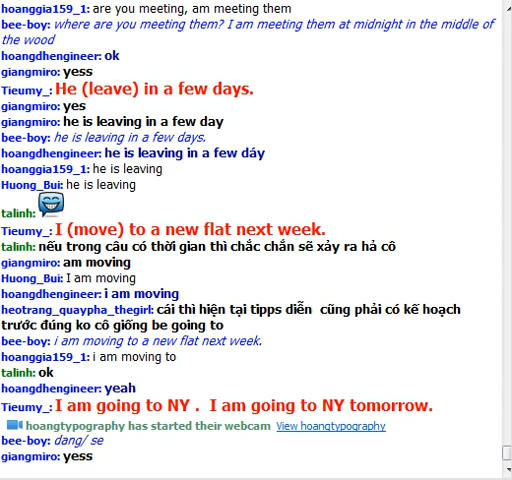 hoanggia159_1: are you meeting, am meeting them
bee-boy: where are you meeting them? I am meeting them at midnight in the middle of
the wood
hoangdhengineer: ok
giangmiro: yess
Tieumy_: He (leave) in a few days.
giangmiro: yes
giangmiro: he is leaving in a few day
bee-boy: he is leaving in a few days.
hoangdhengineer: he is leaving in a few dáy
hoanggia159_1: he is leaving
Huong_Bui: he is leaving
talinh:
Tieumy_: I (move) to a new flat next week.
talinh: nếu trong câu có thời gian thì chắc chắn sẽ xảy ra hả cô
giangmiro: am moving
Huong_Bui: I am moving
hoangdhengineer: i am moving
heotrang_quaypha_thegirl: cái thì hiện tại tipps diễn cũng phải có kế hoạch
trước đúng ko cô giống be going to
bee-boy: i am moving to a new flat next week.
hoanggia159_1: i am moving to
talinh: ok
hoangdhengineer: yeah
Tieumy_: I am going to NY . I am going to NY tomorrow.
hoangtypography has started their webcam View hoangtypography
bee-boy: dang/ se
giangmiro: yess